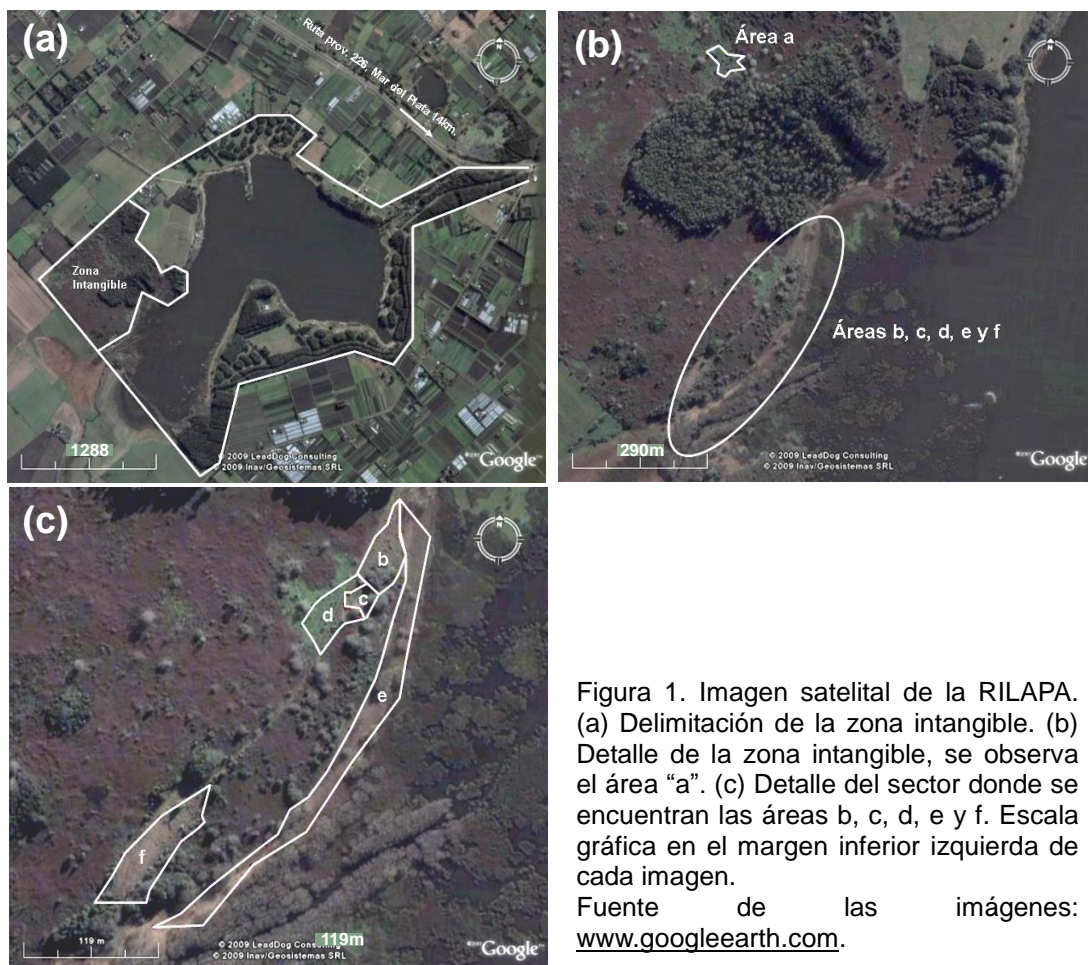 (a)
Ruta prov. 226, Mar del Plata 14km.
N
Zona
Intangible
1288
© 2009 LeadDog Consulting
© 2009 Inav/Geosistemas SRL
Google
(b)
Área a
N
Áreas b, c, d, e y f
290m
© 2009 LeadDog Consulting
© 2009 Inav/Geosistemas SRL
Google
(c)
N
b
c
d
e
f
119 m
119m
© 2009 LeadDog Consulting
© 2009 Inav/Geosistemas SRL
Google
Figura 1. Imagen satelital de la RILAPA.
(a) Delimitación de la zona intangible. (b)
Detalle de la zona intangible, se observa
el área “a”. (c) Detalle del sector donde se
encuentran las áreas b, c, d, e y f. Escala
gráfica en el margen inferior izquierda de
cada imagen.
Fuente de las imágenes:
www.googleearth.com.